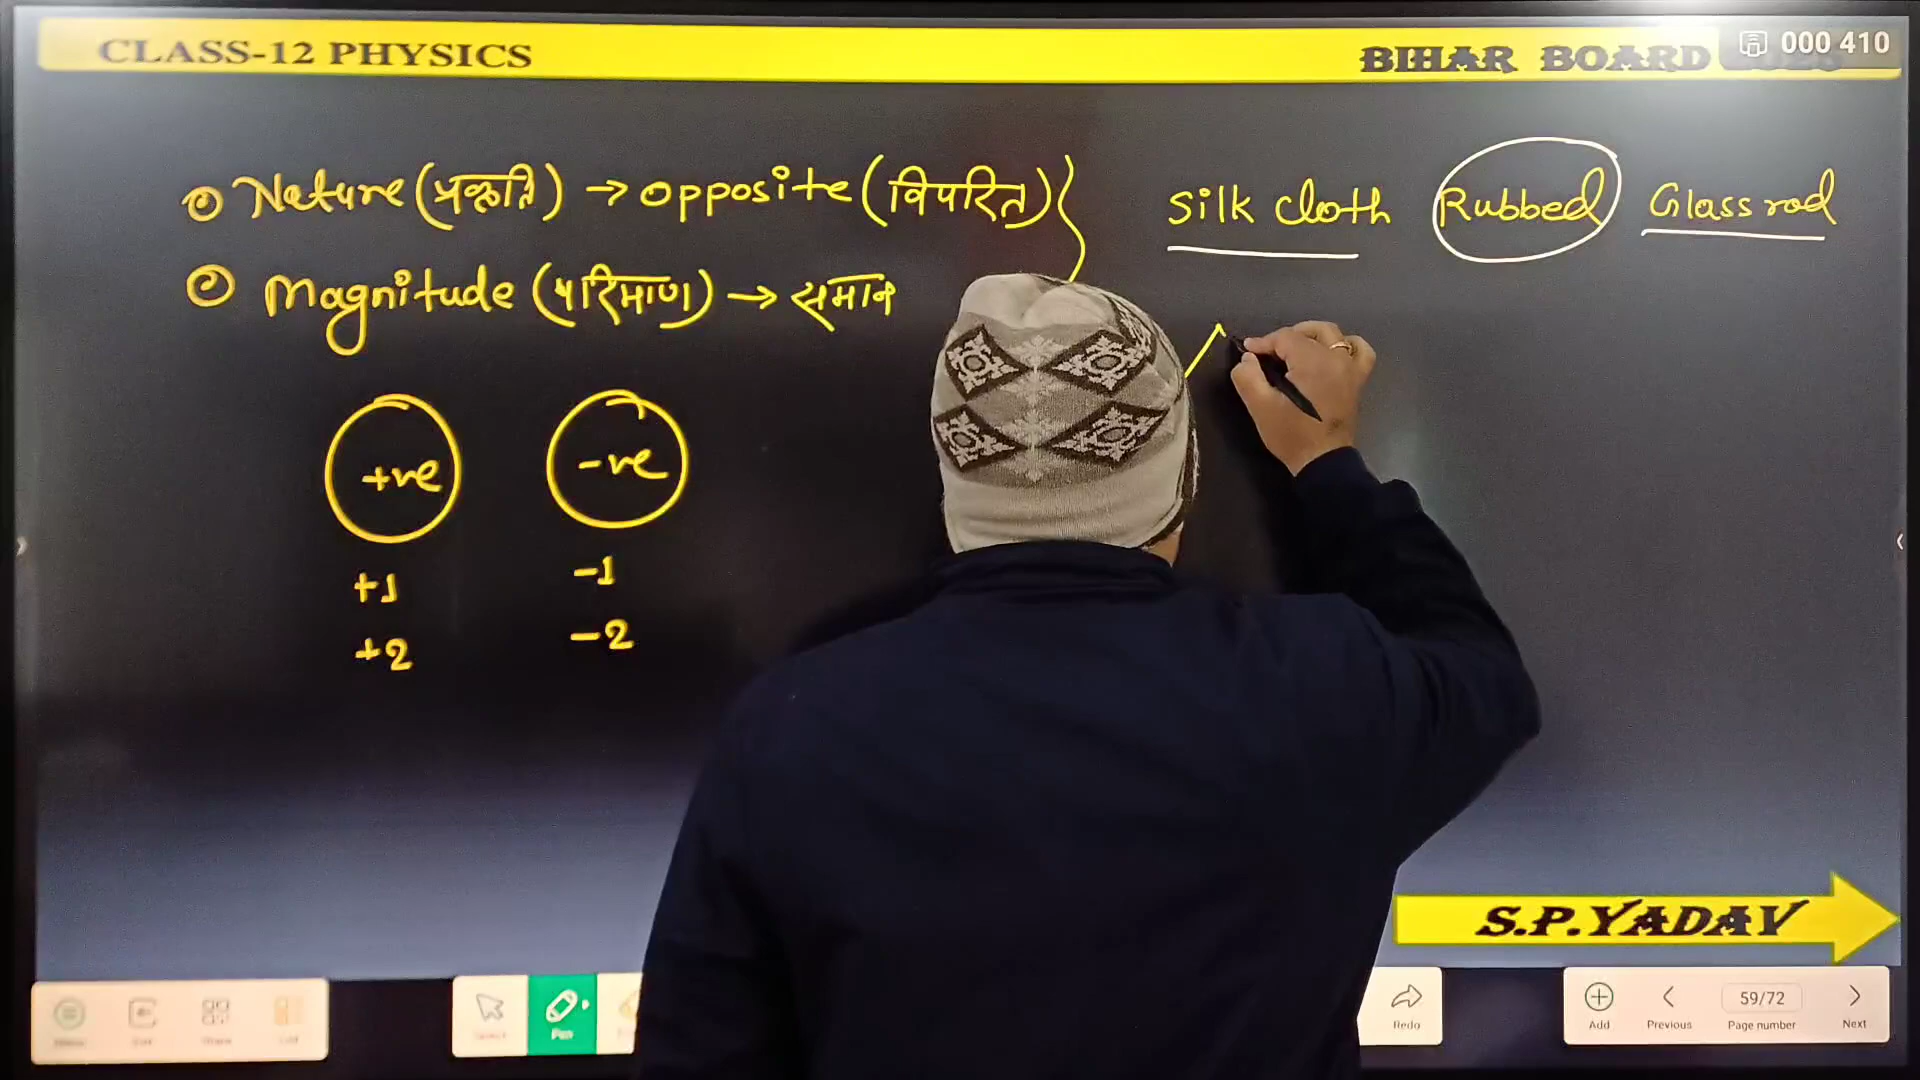 CLASS-12 PHYSICS
BIHAR BOARD
000 410
Nature (प्रकृति) → opposite (विपरित)
Silk cloth Rubbed Glass rod
Magnitude (परिमाण) → समान
+ve -ve
+1 -1
+2 -2
S.P.YADAV
Select Pen Redo
Add Previous 59/72 Page number Next